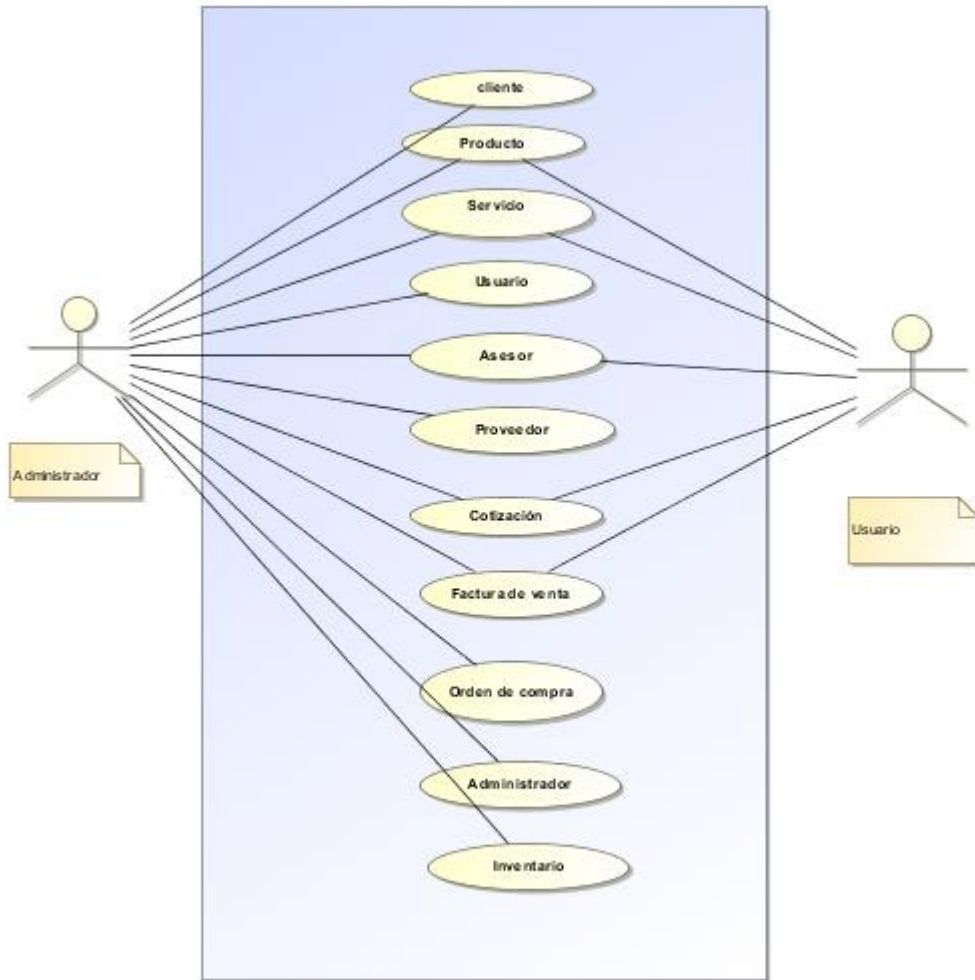 cliente
Producto
Servicio
Usuario
Asesor
Proveedor
Administrador
Cotización
Usuario
Factura de venta
Orden de compra
Administrador
Inventario